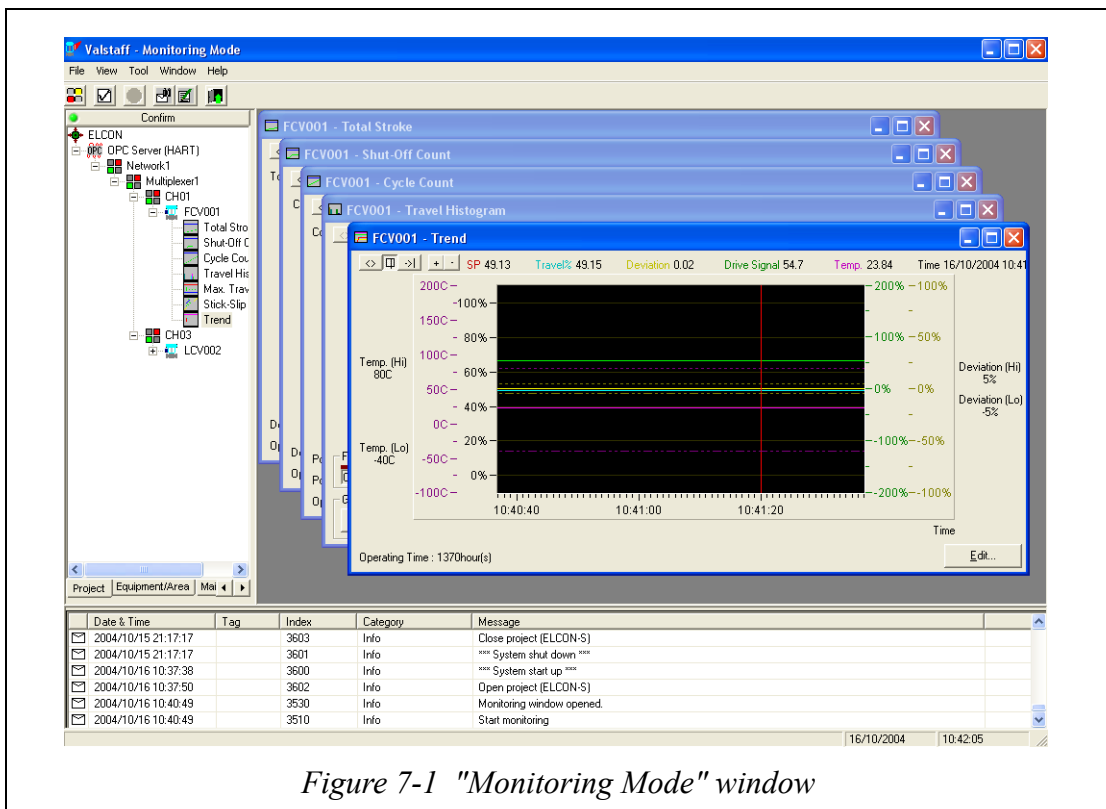 Valstaff - Monitoring Mode
File View Tool Window Help
Confirm
ELCON
OPC OPC Server (HART)
Network1
Multiplexer1
CH01
FCV001
Total Stro
Shut-Off C
Cycle Cou
Travel His
Max. Trav
Stick-Slip
Trend
CH03
LCV002
Project Equipment/Area Mai
FCV001 - Total Stroke
FCV001 - Shut-Off Count
FCV001 - Cycle Count
FCV001 - Travel Histogram
FCV001 - Trend
<> + - SP 49.13 Travel% 49.15 Deviation 0.02 Drive Signal 54.7 Temp. 23.84 Time 16/10/2004 10:41
200C 200% 100%
100%
150C
80% 100% 50%
100C
Temp. (Hi)
80C
60%
Deviation (Hi)
5%
50C 0% 0%
40%
Deviation (Lo)
-5%
0C
20% -100% -50%
Temp. (Lo)
-40C
-50C
0%
-100C -200% -100%
10:40:40 10:41:00 10:41:20
Time
Operating Time : 1370hour(s)
Edit...
Date & Time Tag Index Category Message
2004/10/15 21:17:17 3603 Info Close project (ELCON-S)
2004/10/15 21:17:17 3601 Info *** System shut down ***
2004/10/16 10:37:38 3600 Info *** System start up ***
2004/10/16 10:37:50 3602 Info Open project (ELCON-S)
2004/10/16 10:40:49 3530 Info Monitoring window opened.
2004/10/16 10:40:49 3510 Info Start monitoring
16/10/2004 10:42:05
Figure 7-1 "Monitoring Mode" window